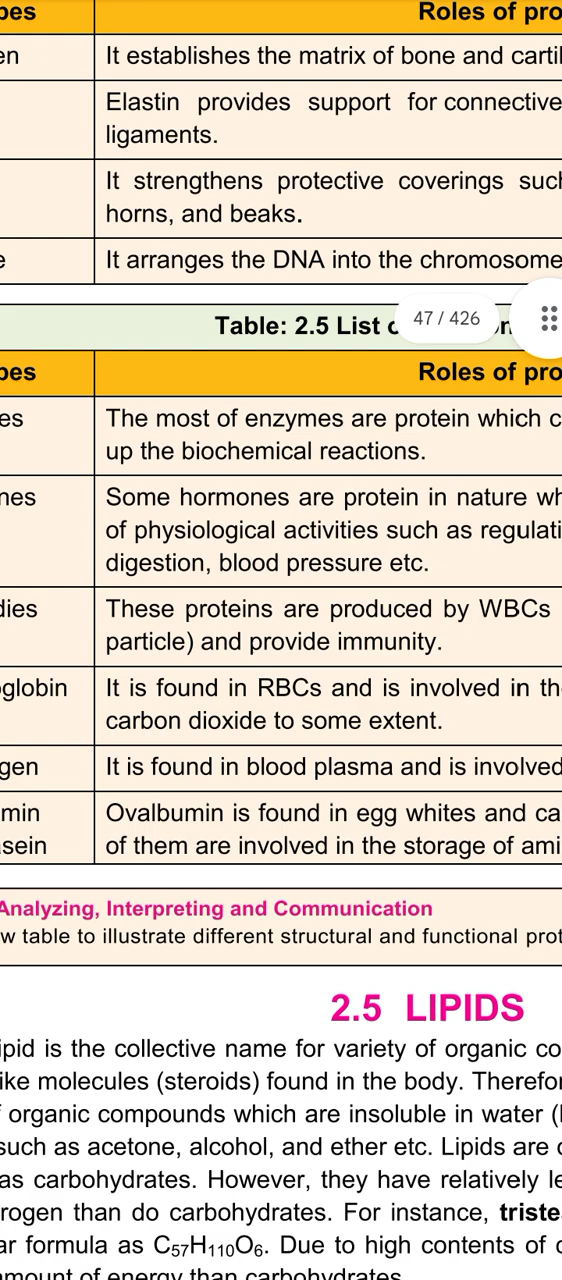 pes Roles of pro
en It establishes the matrix of bone and cartil
Elastin provides support for connective
ligaments.
It strengthens protective coverings such
horns, and beaks.
e It arranges the DNA into the chromosome
Table: 2.5 List
47 / 426
pes Roles of pro
es The most of enzymes are protein which c
up the biochemical reactions.
nes Some hormones are protein in nature wh
of physiological activities such as regulati
digestion, blood pressure etc.
dies These proteins are produced by WBCs
particle) and provide immunity.
globin It is found in RBCs and is involved in th
carbon dioxide to some extent.
gen It is found in blood plasma and is involved
min Ovalbumin is found in egg whites and ca
sein of them are involved in the storage of ami
Analyzing, Interpreting and Communication
w table to illustrate different structural and functional prot
2.5 LIPIDS
ipid is the collective name for variety of organic co
ike molecules (steroids) found in the body. Therefor
f organic compounds which are insoluble in water (
such as acetone, alcohol, and ether etc. Lipids are c
as carbohydrates. However, they have relatively le
rogen than do carbohydrates. For instance, triste
ar formula as C₅₇H₁₁₀O₆. Due to high contents of c
amount of energy than carbohydrates